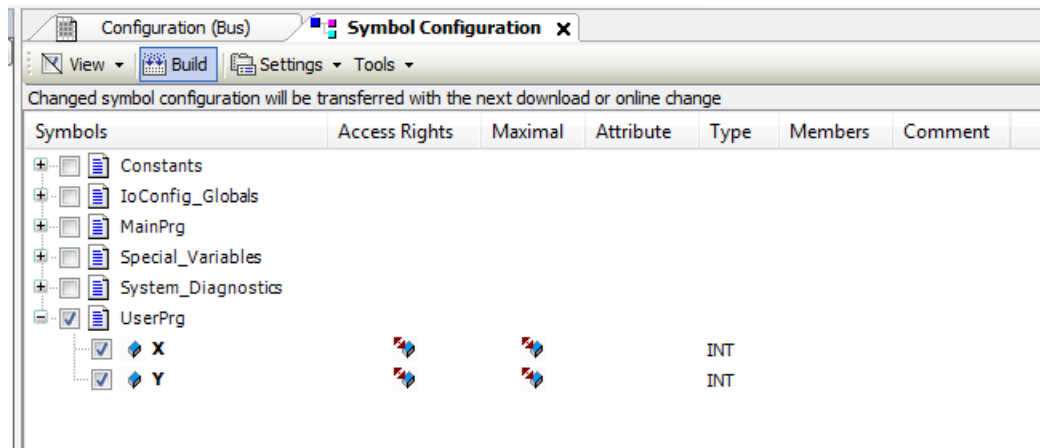 Configuration (Bus) Symbol Configuration X
View Build Settings Tools
Changed symbol configuration will be transferred with the next download or online change
Symbols Access Rights Maximal Attribute Type Members Comment
Constants
IoConfig_Globals
MainPrg
Special_Variables
System_Diagnostics
UserPrg
X INT
Y INT